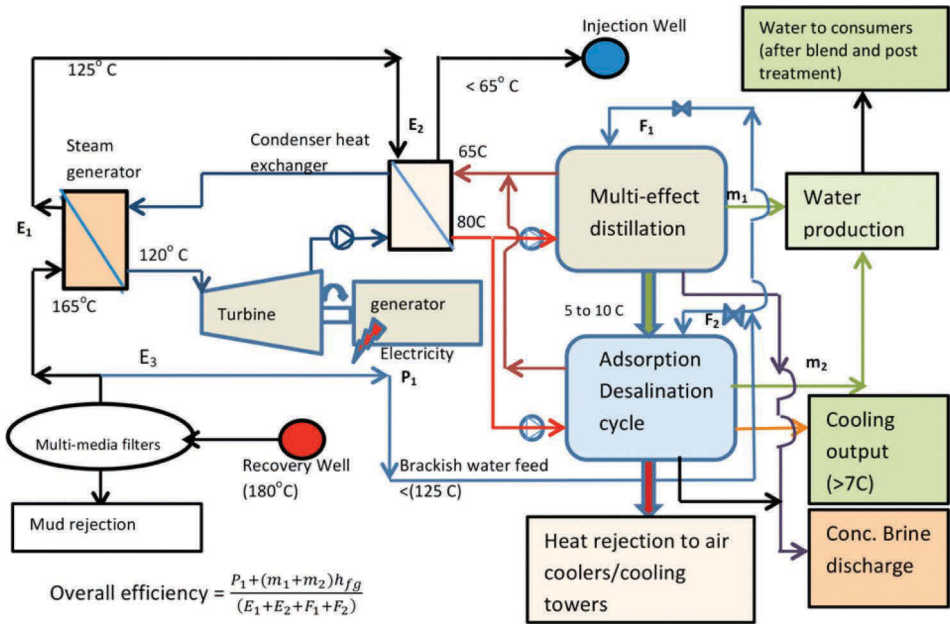 Injection Well
Water to consumers
(after blend and post
treatment)
125° C
< 65° C
E2
F1
Steam
generator
Condenser heat
exchanger
65C
Multi-effect
distillation
m1
Water
production
E1
80C
120° C
165°C
Turbine
generator
Electricity
P1
5 to 10 C
F2
E3
Adsorption
Desalination
cycle
m2
Multi-media filters
Recovery Well
(180°C)
Brackish water feed
<(125 C)
Cooling
output
(>7C)
Mud rejection
Heat rejection to air
coolers/cooling
towers
Conc. Brine
discharge
Overall efficiency = P1+(m1+m2)hfg / (E1+E2+F1+F2)